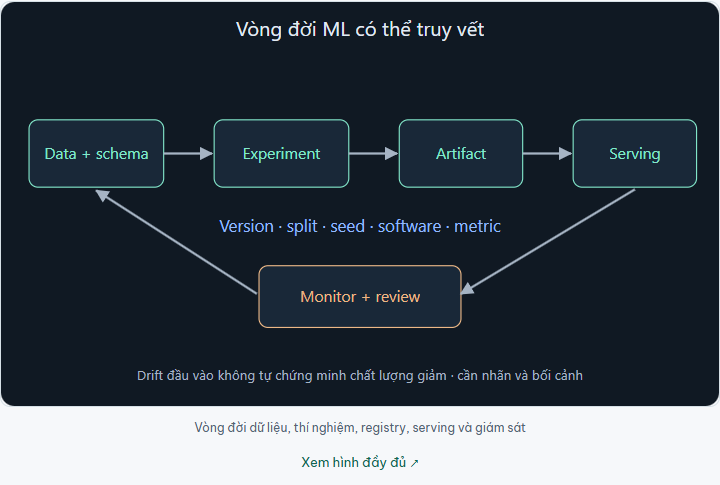 Vòng đời ML có thể truy vết
Data + schema
Experiment
Artifact
Serving
Version · split · seed · software · metric
Monitor + review
Drift đầu vào không tự chứng minh chất lượng giảm · cần nhãn và bối cảnh
Vòng đời dữ liệu, thí nghiệm, registry, serving và giám sát
Xem hình đầy đủ ↗